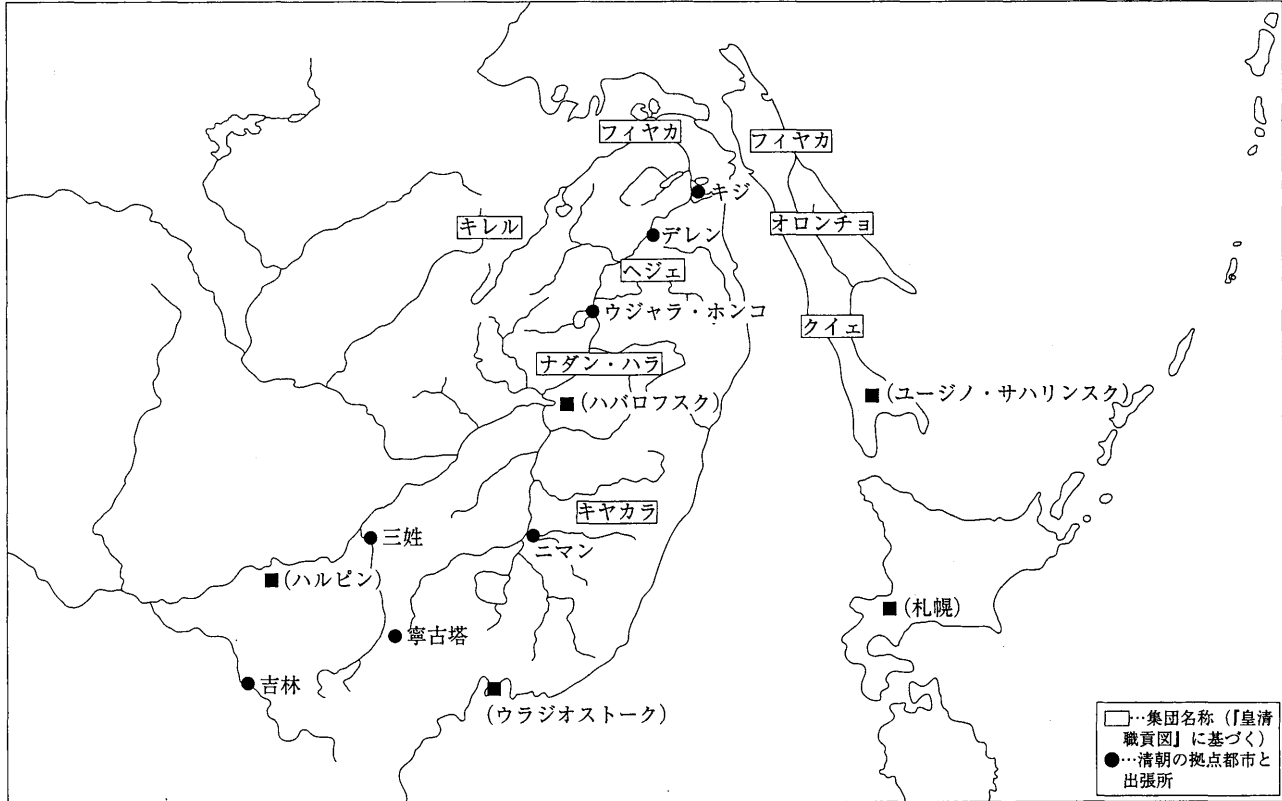 フィヤカ
フィヤカ
キジ
キレル
オロンチョ
デレン
ヘジェ
ウジャラ・ホンコ
クイェ
ナダン・ハラ
(ハバロフスク)
(ユージノ・サハリンスク)
キヤカラ
三姓
ニマン
(ハルピン)
(札幌)
寧古塔
吉林
(ウラジオストーク)
…集団名称(『皇清
職貢図』に基づく)
…清朝の拠点都市と
出張所